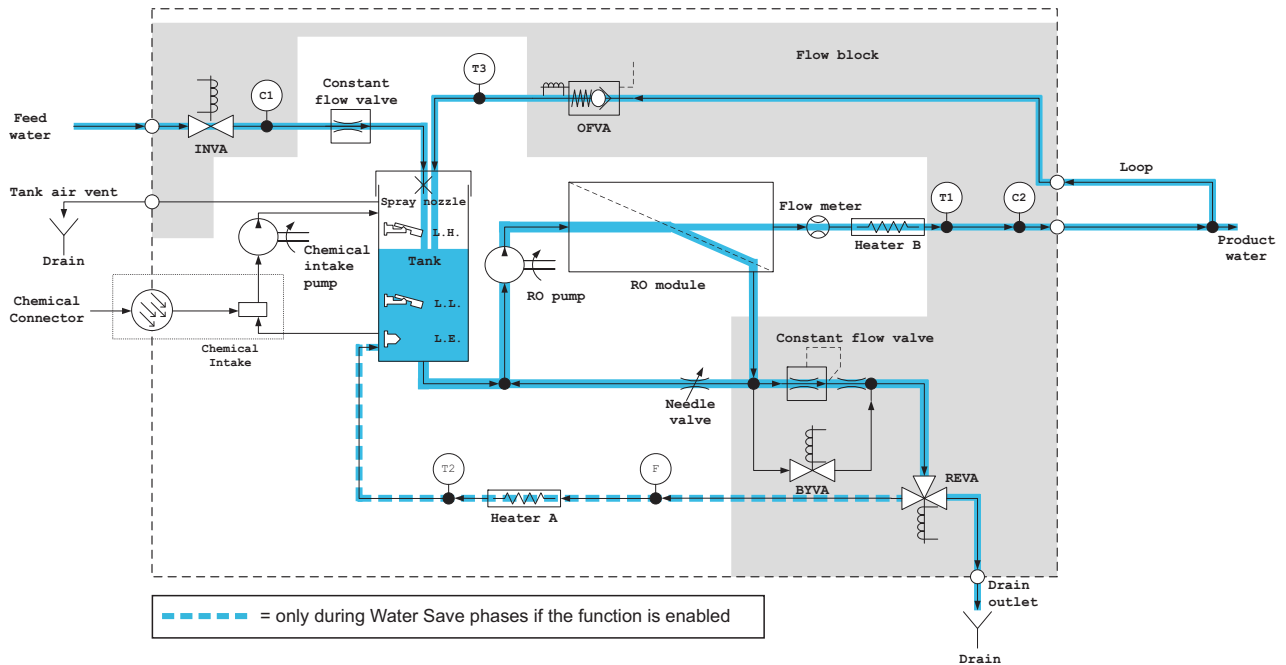 Flow block
T3
Constant
flow valve
C1
Feed
water
INVA
OFVA
Loop
Tank air vent
Spray nozzle
T1
C2
Flow meter
L.H.
Heater B
Product
water
Drain
Chemical
intake
pump
Tank
RO pump
RO module
Chemical
Connector
L.L.
L.E.
Constant flow valve
Chemical
Intake
Needle
valve
T2
F
BYVA
REVA
Heater A
Drain
outlet
= only during Water Save phases if the function is enabled
Drain